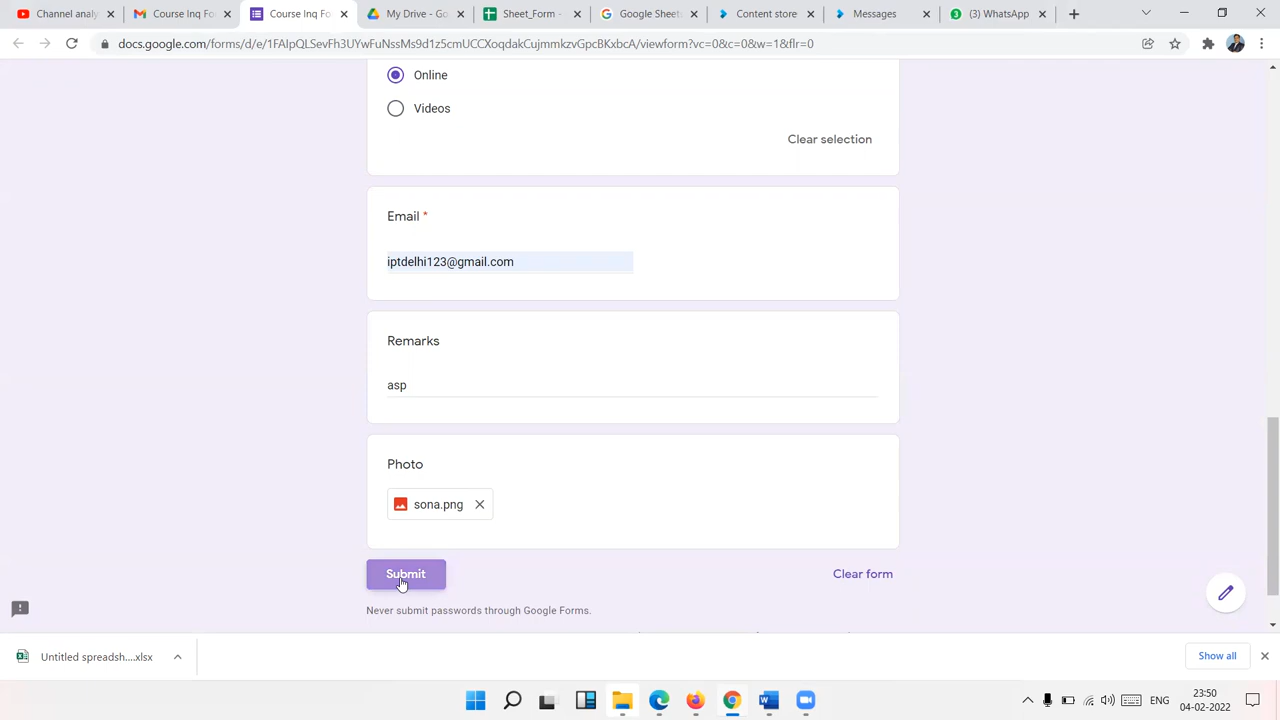 Channel analy
Course Inq Fo
Course Inq Fo
My Drive - Go
Sheet_Form -
Google Sheets
Content store
Messages
(3) WhatsApp
docs.google.com/forms/d/e/1FAIpQLSevFh3UYwFuNssMs9d1z5cmUCCXoqdakCujmmkzvGpcBKxbcA/viewform?vc=0&c=0&w=1&flr=0
Online
Videos
Clear selection
Email *
iptdelhi123@gmail.com
Remarks
asp
Photo
sona.png
Submit
Clear form
Never submit passwords through Google Forms.
Untitled spreadsh....xlsx
Show all
ENG
23:50
04-02-2022